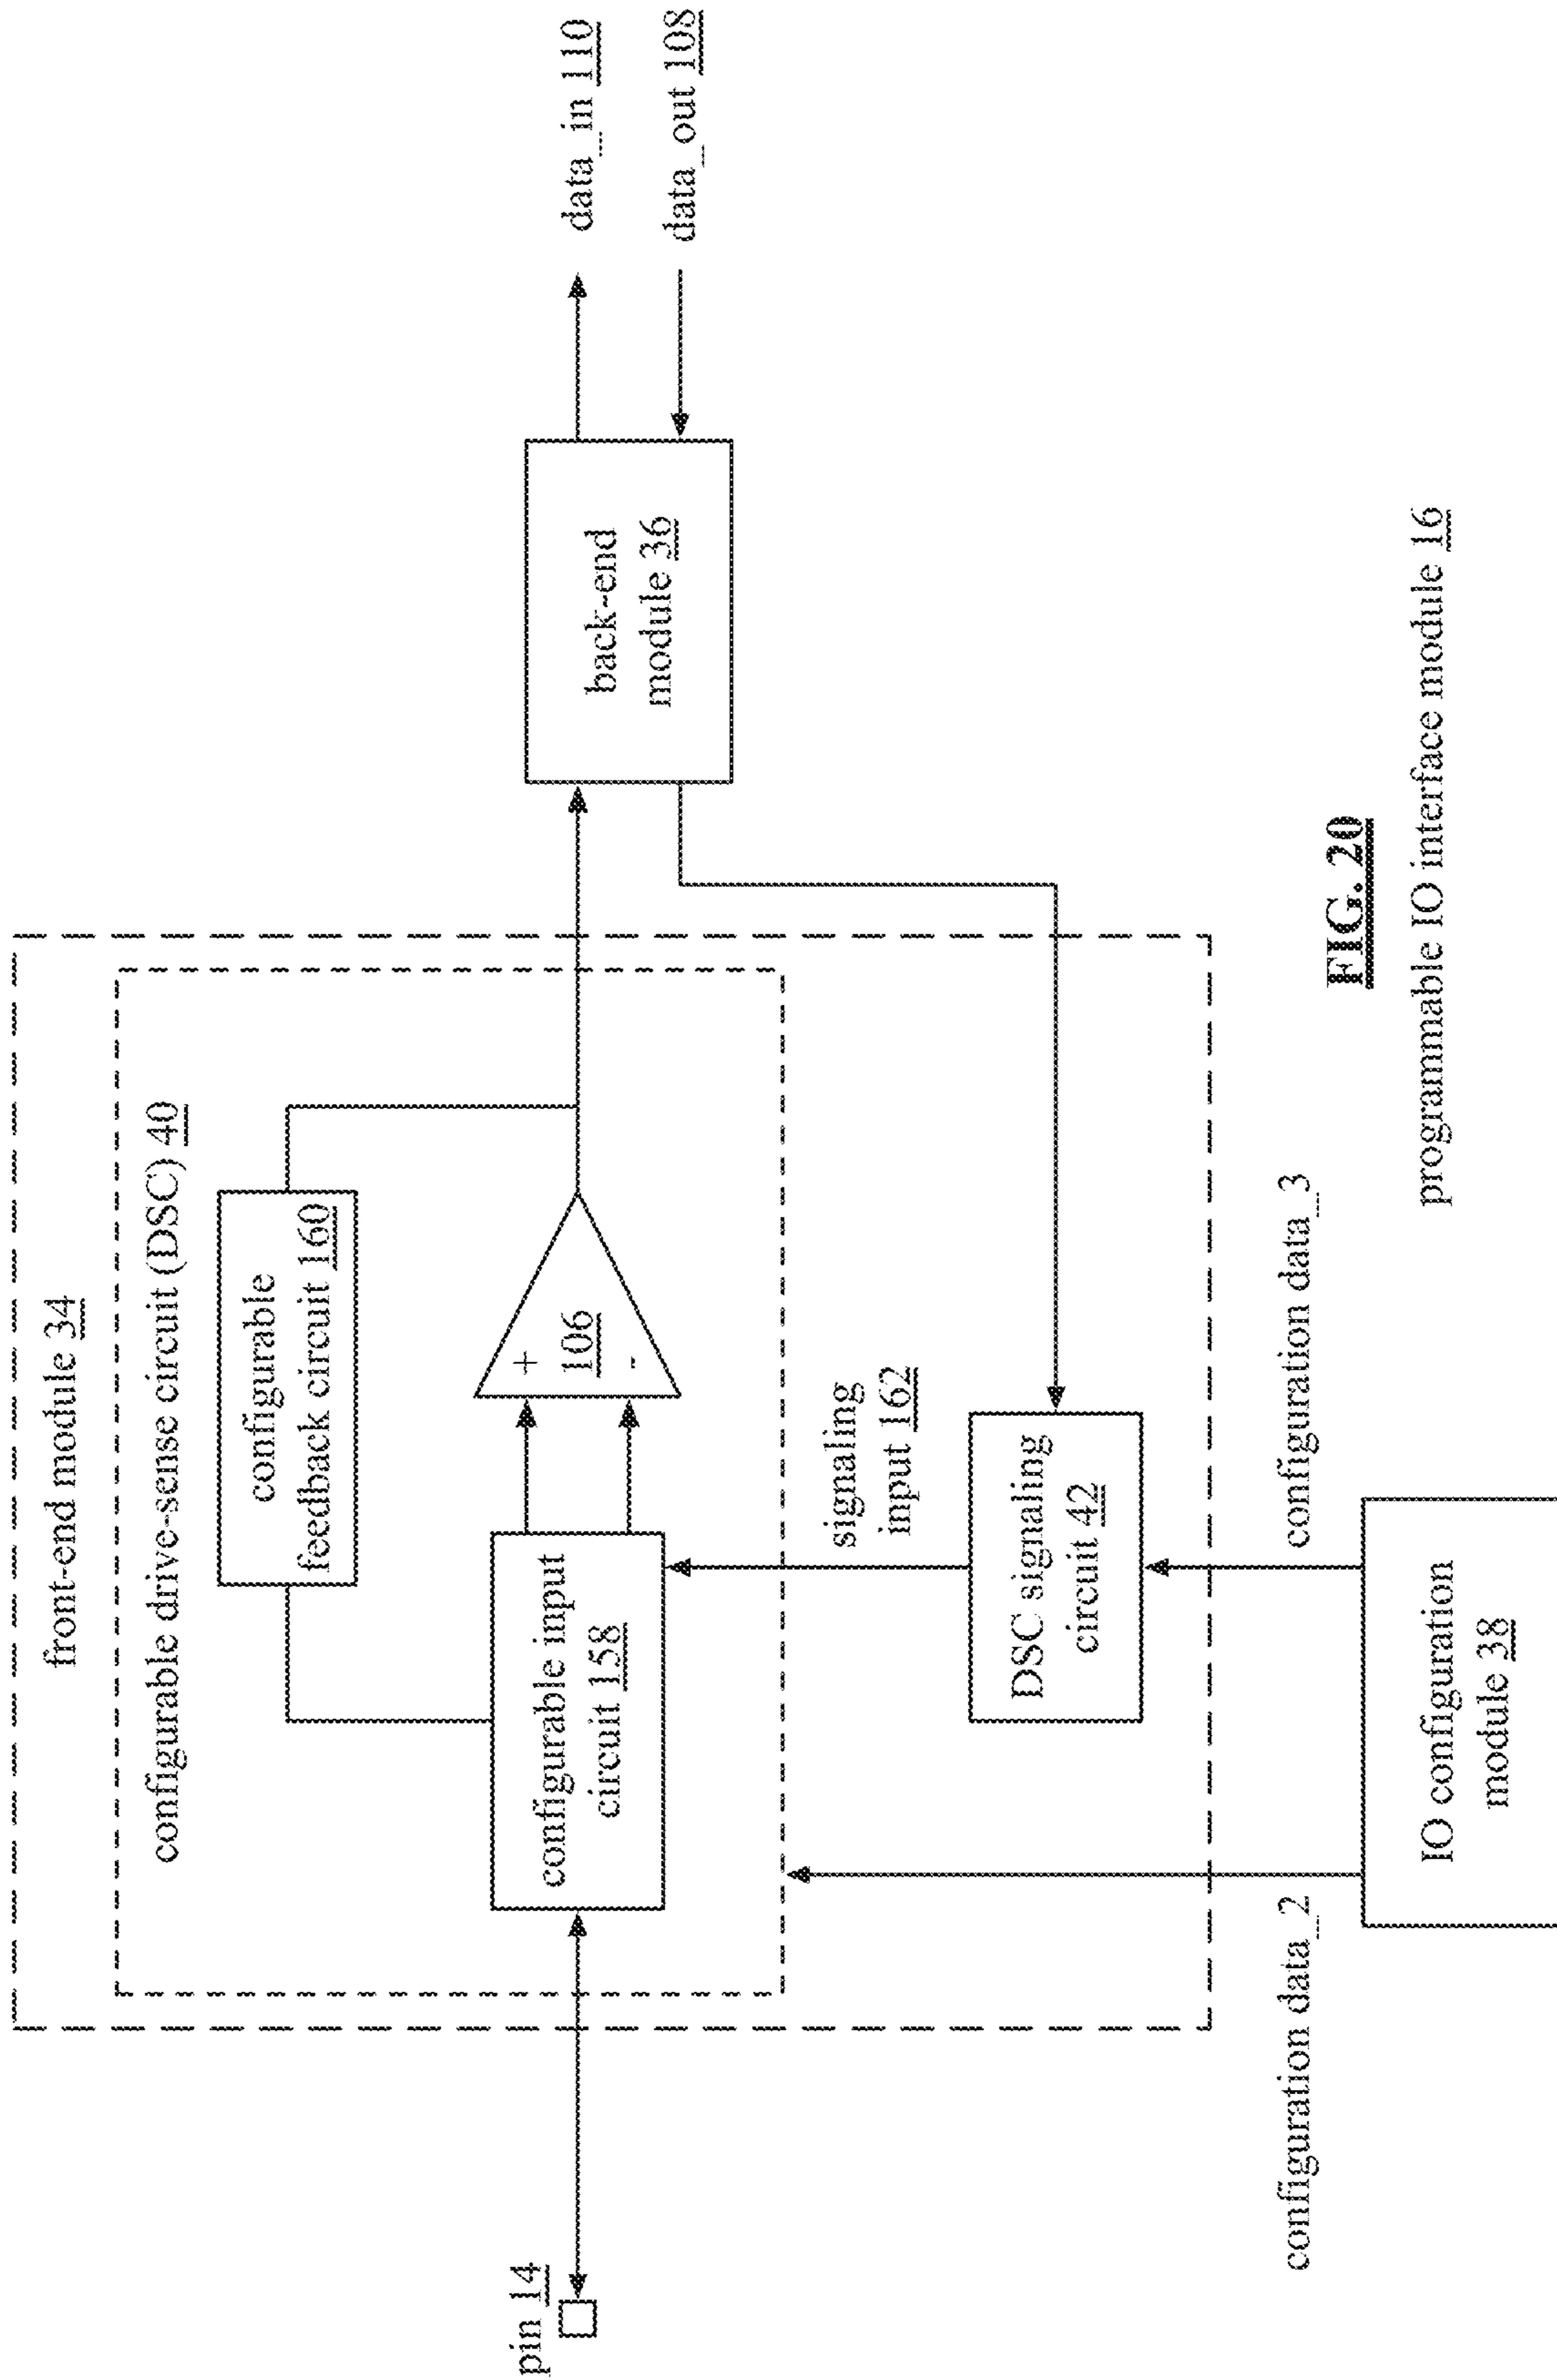 front-end module 34
configurable drive-sense circuit (DSC) 40
configurable
feedback circuit 160
pin 14
configurable input
circuit 158
+
106
-
back-end
module 36
data_in 110
data_out 108
signaling
input 162
DSC signaling
circuit 42
configuration data_2
configuration data_3
IO configuration
module 38
FIG. 20
programmable IO interface module 16